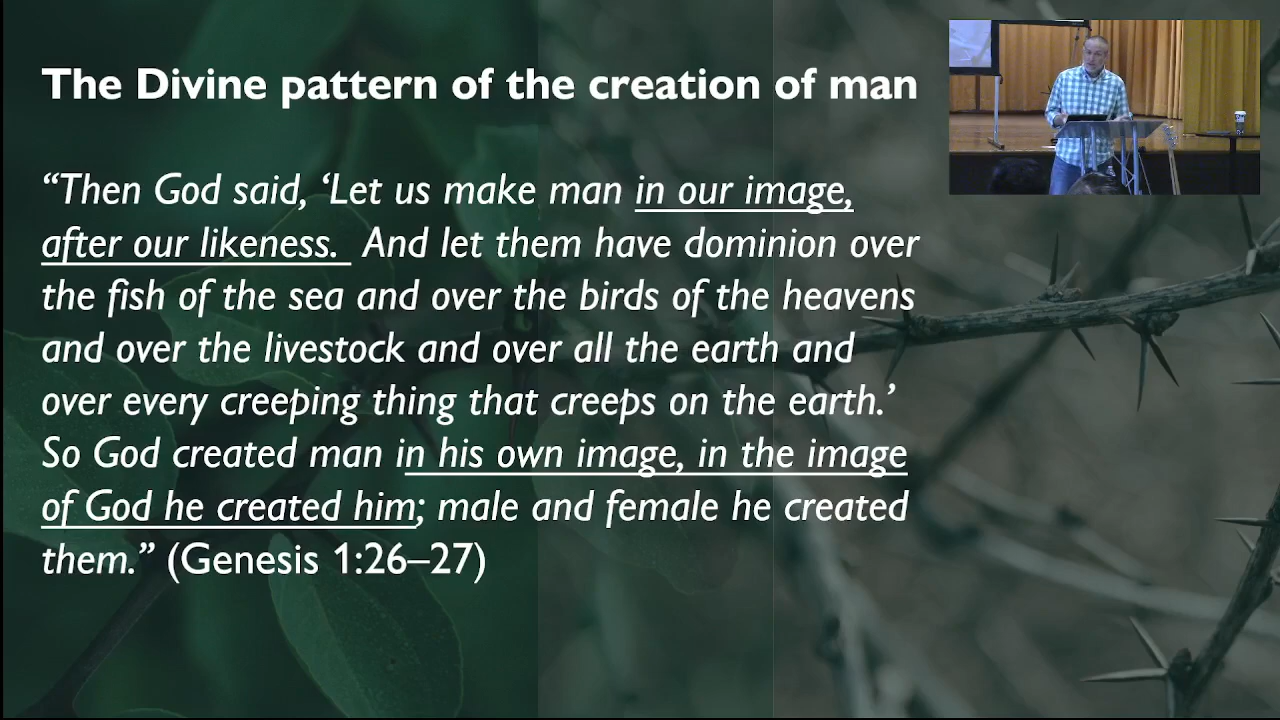 The Divine pattern of the creation of man
“Then God said, ‘Let us make man in our image,
after our likeness.  And let them have dominion over
the fish of the sea and over the birds of the heavens
and over the livestock and over all the earth and
over every creeping thing that creeps on the earth.’
So God created man in his own image, in the image
of God he created him; male and female he created
them.” (Genesis 1:26–27)